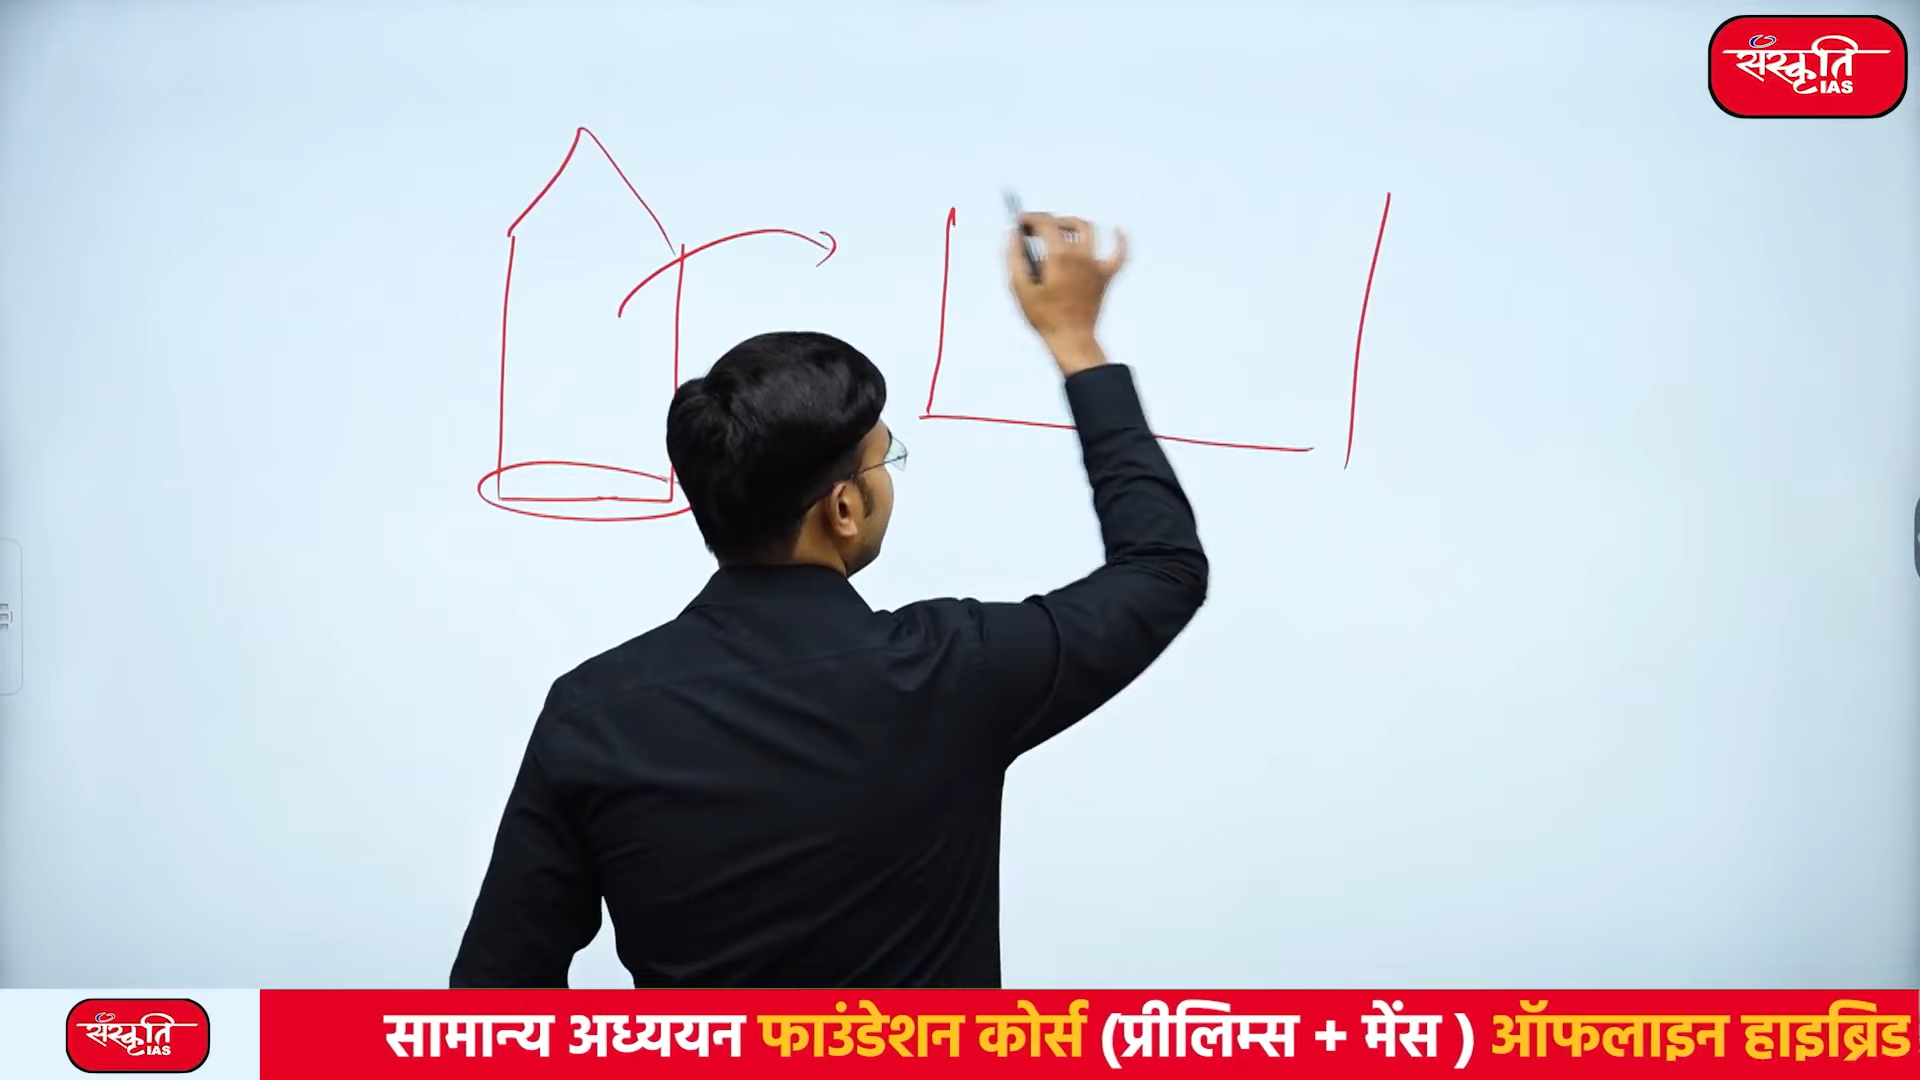 संस्कृति
IAS
संस्कृति
IAS
सामान्य अध्ययन फाउंडेशन कोर्स (प्रीलिम्स + मेंस ) ऑफलाइन हाइब्रिड